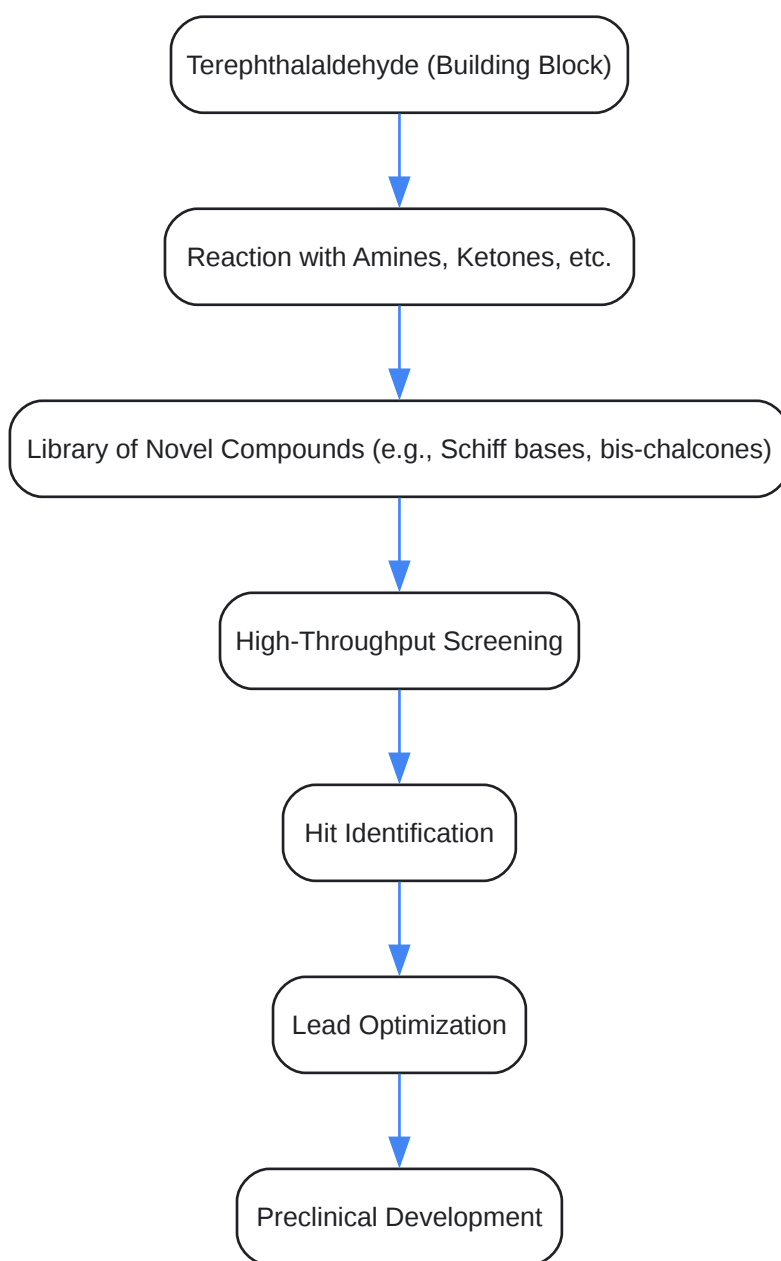 Terephthalaldehyde (Building Block)
Reaction with Amines, Ketones, etc.
Library of Novel Compounds (e.g., Schiff bases, bis-chalcones)
High-Throughput Screening
Hit Identification
Lead Optimization
Preclinical Development